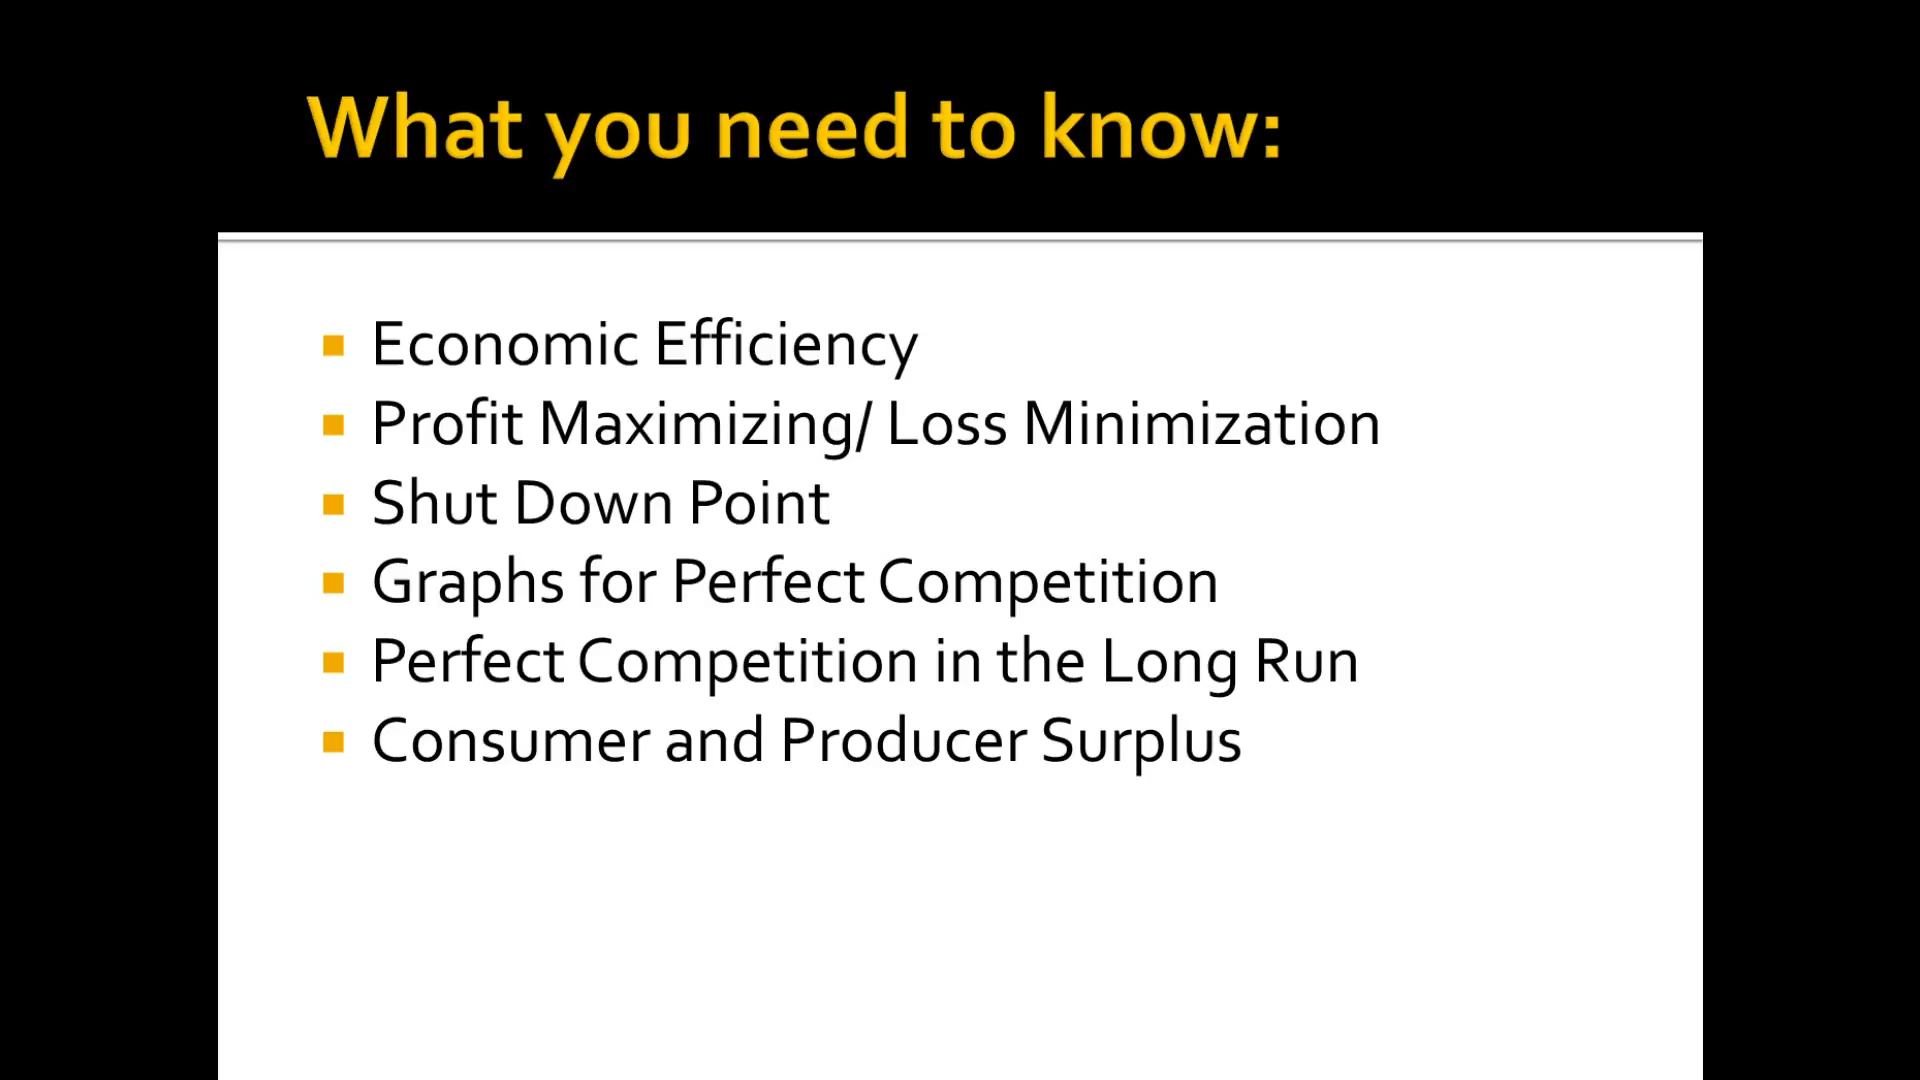 What you need to know:
Economic Efficiency
Profit Maximizing/ Loss Minimization
Shut Down Point
Graphs for Perfect Competition
Perfect Competition in the Long Run
Consumer and Producer Surplus